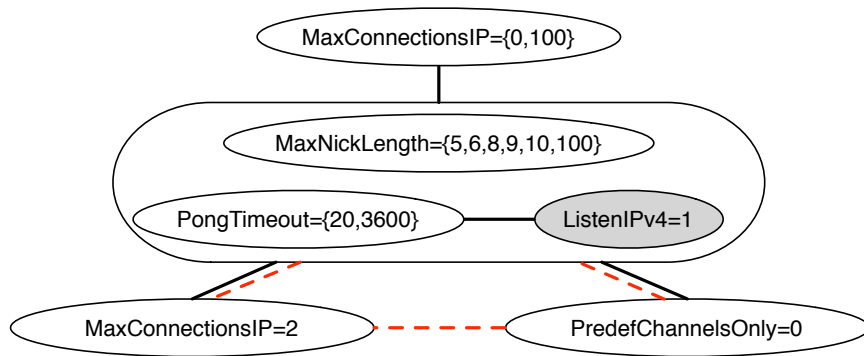 MaxConnectionsIP={0,100}
MaxNickLength={5,6,8,9,10,100}
PongTimeout={20,3600}
ListenIPv4=1
MaxConnectionsIP=2
PredefChannelsOnly=0